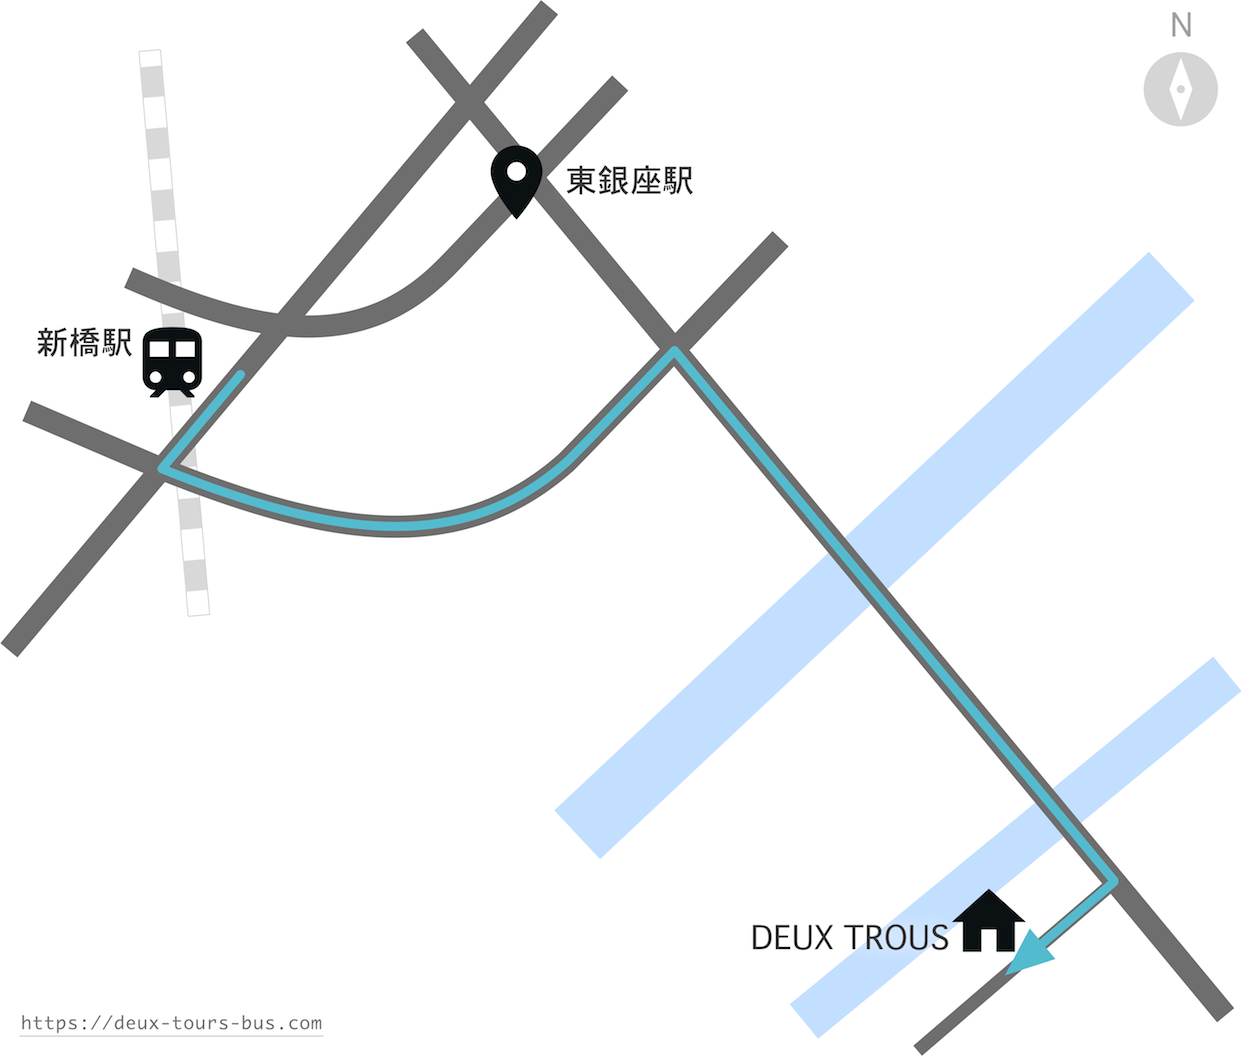 N
東銀座駅
新橋駅
DEUX TROUS
https://deux-tours-bus.com